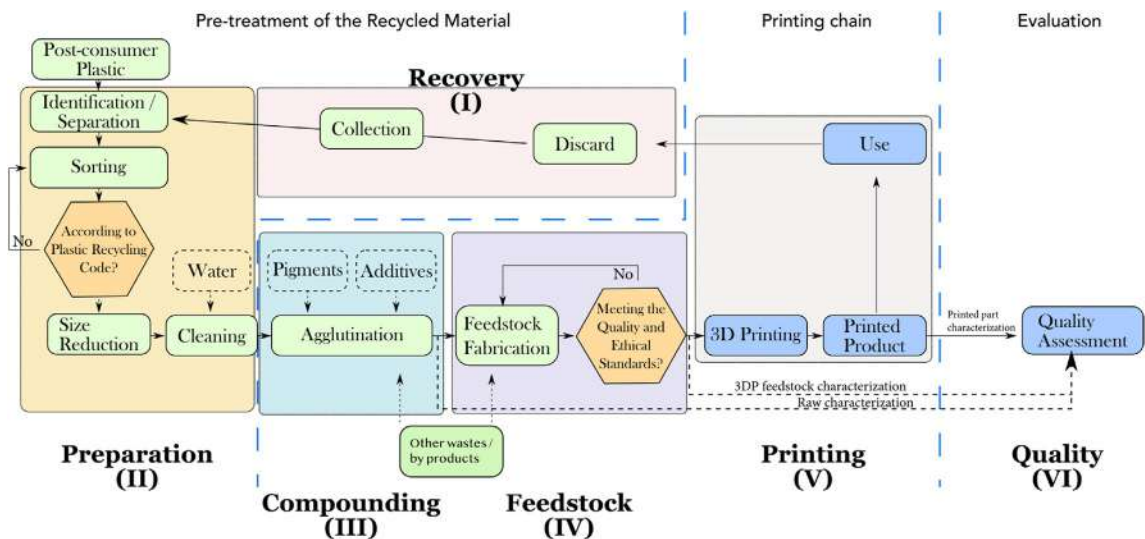 Pre-treatment of the Recycled Material
Printing chain
Evaluation
Post-consumer
Plastic
Recovery
(I)
Identification /
Separation
Collection
Discard
Use
Sorting
No
According to
Plastic Recycling
Code?
Water
Pigments
Additives
No
Size
Reduction
Cleaning
Agglutination
Feedstock
Fabrication
Meeting the
Quality and
Ethical
Standards?
3D Printing
Printed
Product
Printed part
characterization
Quality
Assessment
3DP feedstock characterization
Raw characterization
Other wastes /
by products
Preparation
(II)
Compounding
(III)
Feedstock
(IV)
Printing
(V)
Quality
(VI)